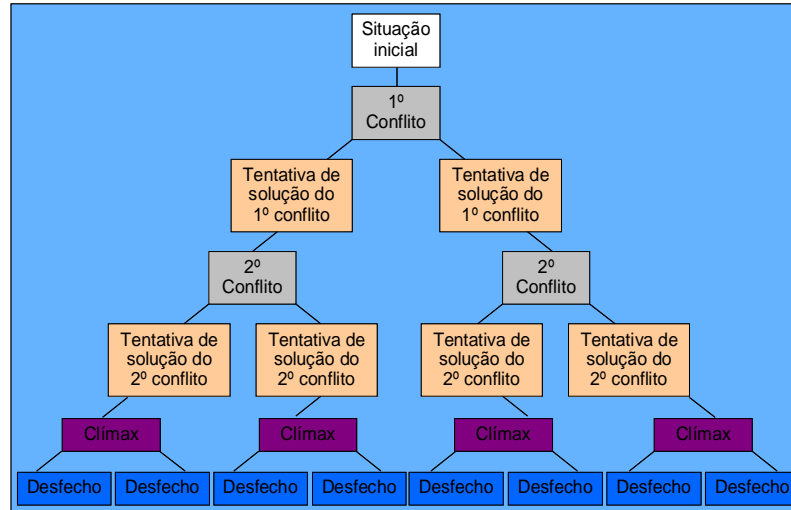 Situação
inicial
1º
Conflito
Tentativa de
solução do
1º conflito
Tentativa de
solução do
1º conflito
2º
Conflito
2º
Conflito
Tentativa de
solução do
2º conflito
Tentativa de
solução do
2º conflito
Tentativa de
solução do
2º conflito
Tentativa de
solução do
2º conflito
Clímax
Clímax
Clímax
Clímax
Desfecho
Desfecho
Desfecho
Desfecho
Desfecho
Desfecho
Desfecho
Desfecho